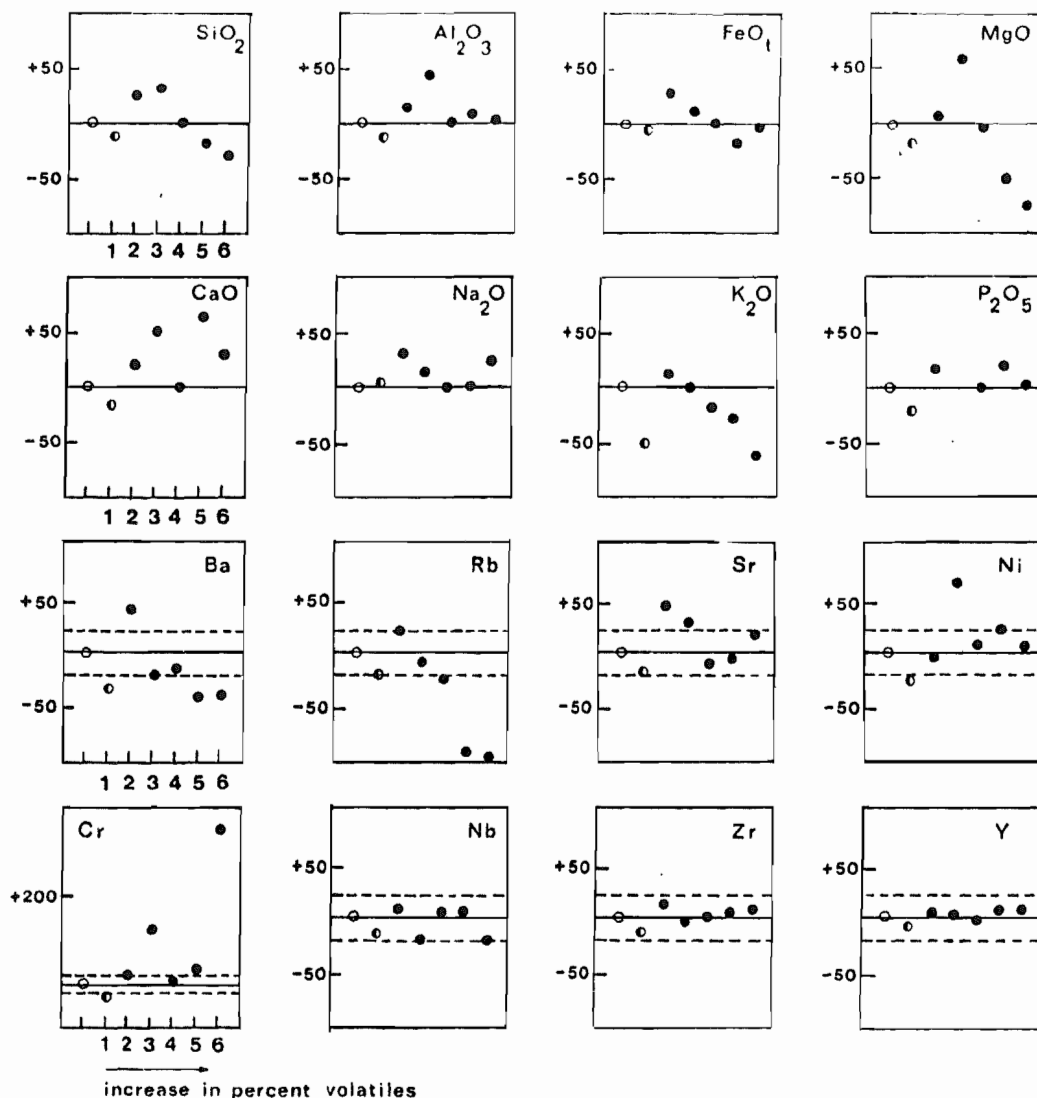 SiO2 Al2O3 FeOt MgO
+50 +50 +50 +50
-50 -50 -50 -50
1 2 3 4 5 6
CaO Na2O K2O P2O5
+50 +50 +50 +50
-50 -50 -50 -50
1 2 3 4 5 6
Ba Rb Sr Ni
+50 +50 +50 +50
-50 -50 -50 -50
1 2 3 4 5 6
Cr Nb Zr Y
+200 +50 +50 +50
-50 -50 -50
1 2 3 4 5 6
increase in percent volatiles